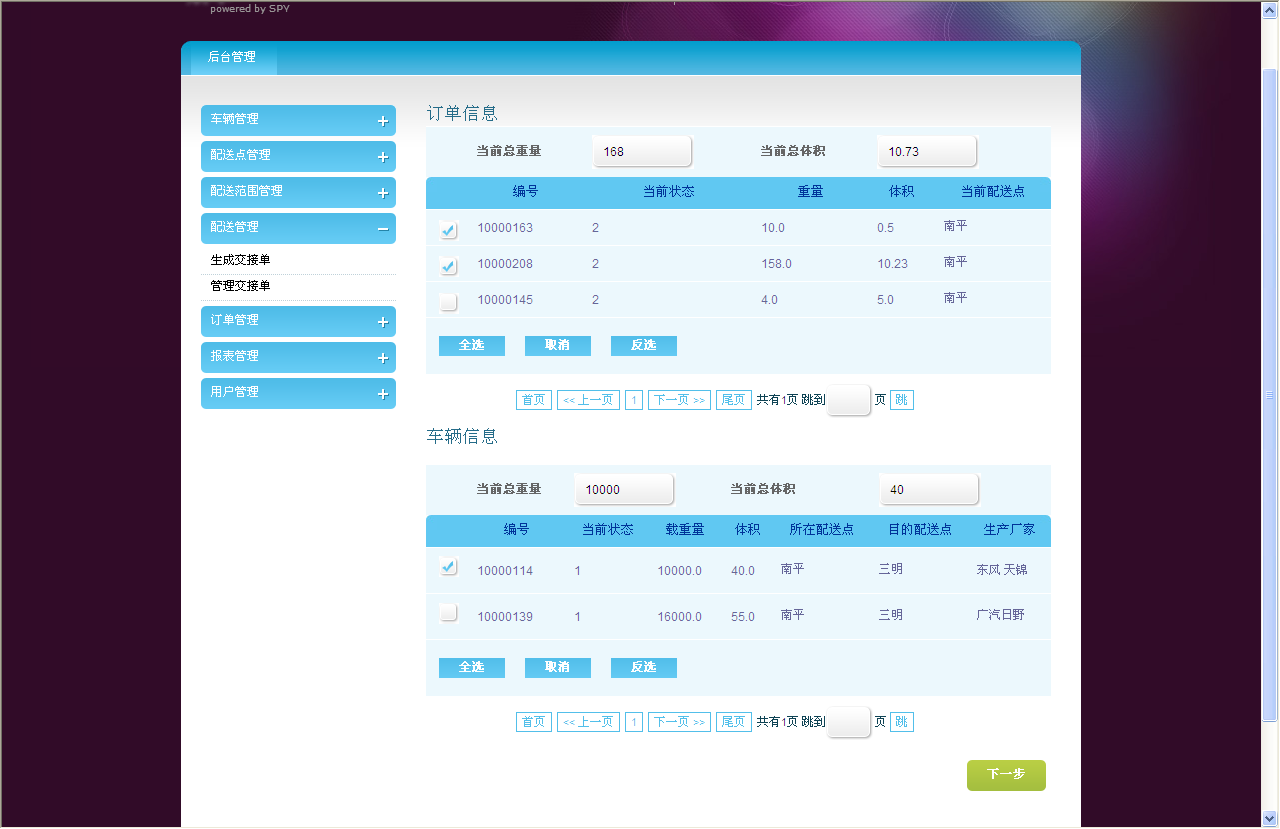 powered by SPY
后台管理
车辆管理
配送点管理
配送范围管理
配送管理
生成交接单
管理交接单
订单管理
报表管理
用户管理
订单信息
当前总重量 168 当前总体积 10.73
编号 当前状态 重量 体积 当前配送点
10000163 2 10.0 0.5 南平
10000208 2 158.0 10.23 南平
10000145 2 4.0 5.0 南平
全选 取消 反选
首页 << 上一页 1 下一页 >> 尾页 共有1页 跳到 页 跳
车辆信息
当前总重量 10000 当前总体积 40
编号 当前状态 载重量 体积 所在配送点 目的配送点 生产厂家
10000114 1 10000.0 40.0 南平 三明 东风 天锦
10000139 1 16000.0 55.0 南平 三明 广汽日野
全选 取消 反选
首页 << 上一页 1 下一页 >> 尾页 共有1页 跳到 页 跳
下一步